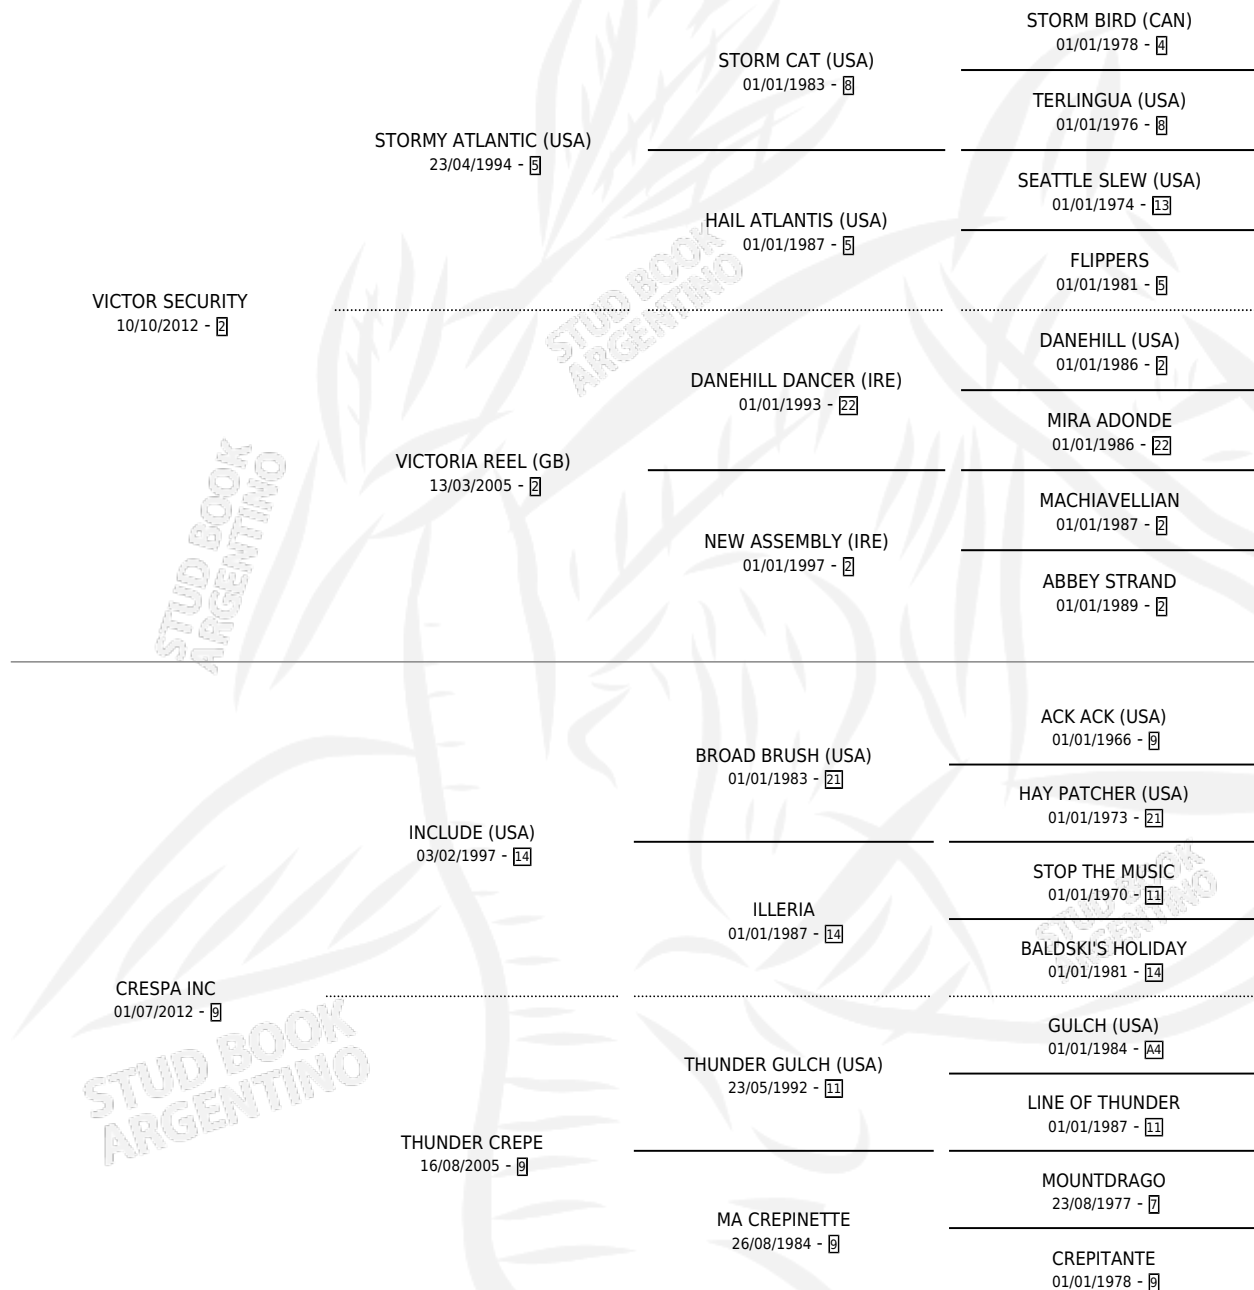 STORM BIRD (CAN)
01/01/1978 - 4
STORM CAT (USA)
01/01/1983 - 8
TERLINGUA (USA)
01/01/1976 - 8
STORMY ATLANTIC (USA)
23/04/1994 - 5
SEATTLE SLEW (USA)
01/01/1974 - 13
HAIL ATLANTIS (USA)
01/01/1987 - 5
FLIPPERS
01/01/1981 - 5
VICTOR SECURITY
10/10/2012 - 2
DANEHILL (USA)
01/01/1986 - 2
DANEHILL DANCER (IRE)
01/01/1993 - 22
MIRA ADONDE
01/01/1986 - 22
VICTORIA REEL (GB)
13/03/2005 - 2
MACHIAVELLIAN
01/01/1987 - 2
NEW ASSEMBLY (IRE)
01/01/1997 - 2
ABBEY STRAND
01/01/1989 - 2
STUD BOOK
ARGENTINO
STUD BOOK
ARGENTINO
ACK ACK (USA)
01/01/1966 - 9
BROAD BRUSH (USA)
01/01/1983 - 21
HAY PATCHER (USA)
01/01/1973 - 21
INCLUDE (USA)
03/02/1997 - 14
STOP THE MUSIC
01/01/1970 - 11
ILLERIA
01/01/1987 - 14
BALDSKI'S HOLIDAY
01/01/1981 - 14
CRESPA INC
01/07/2012 - 9
GULCH (USA)
01/01/1984 - A4
THUNDER GULCH (USA)
23/05/1992 - 11
LINE OF THUNDER
01/01/1987 - 11
THUNDER CREPE
16/08/2005 - 9
MOUNTDRAGO
23/08/1977 - 7
MA CREPINETTE
26/08/1984 - 9
CREPITANTE
01/01/1978 - 9
STUD BOOK
ARGENTINO
STUD BOOK
ARGENTINO